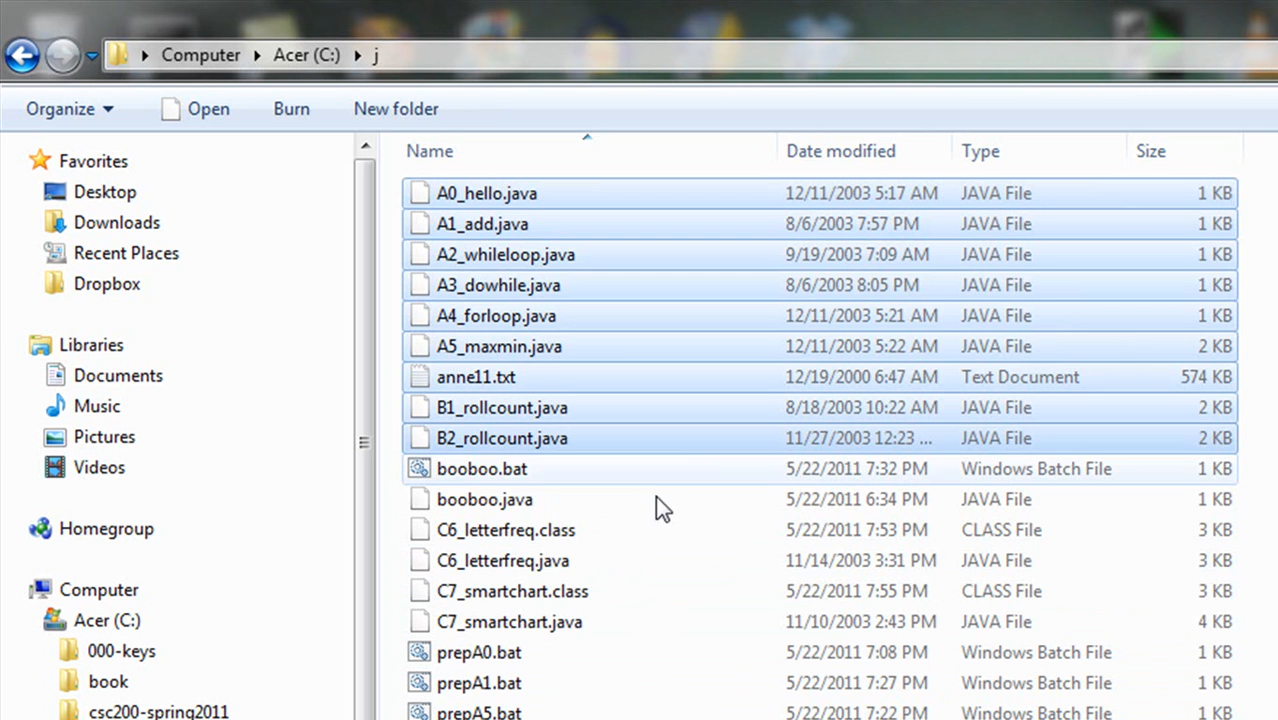 Computer Acer (C:) j
Organize Open Burn New folder
Favorites
Desktop
Downloads
Recent Places
Dropbox
Libraries
Documents
Music
Pictures
Videos
Homegroup
Computer
Acer (C:)
000-keys
book
csc200-spring2011
Name Date modified Type Size
A0_hello.java 12/11/2003 5:17 AM JAVA File 1 KB
A1_add.java 8/6/2003 7:57 PM JAVA File 1 KB
A2_whileloop.java 9/19/2003 7:09 AM JAVA File 1 KB
A3_dowhile.java 8/6/2003 8:05 PM JAVA File 1 KB
A4_forloop.java 12/11/2003 5:21 AM JAVA File 1 KB
A5_maxmin.java 12/11/2003 5:22 AM JAVA File 2 KB
anne11.txt 12/19/2000 6:47 AM Text Document 574 KB
B1_rollcount.java 8/18/2003 10:22 AM JAVA File 2 KB
B2_rollcount.java 11/27/2003 12:23 ... JAVA File 2 KB
booboo.bat 5/22/2011 7:32 PM Windows Batch File 1 KB
booboo.java 5/22/2011 6:34 PM JAVA File 1 KB
C6_letterfreq.class 5/22/2011 7:53 PM CLASS File 3 KB
C6_letterfreq.java 11/14/2003 3:31 PM JAVA File 3 KB
C7_smartchart.class 5/22/2011 7:55 PM CLASS File 3 KB
C7_smartchart.java 11/10/2003 2:43 PM JAVA File 4 KB
prepA0.bat 5/22/2011 7:08 PM Windows Batch File 1 KB
prepA1.bat 5/22/2011 7:27 PM Windows Batch File 1 KB
prepA5.bat 5/22/2011 7:22 PM Windows Batch File 1 KB